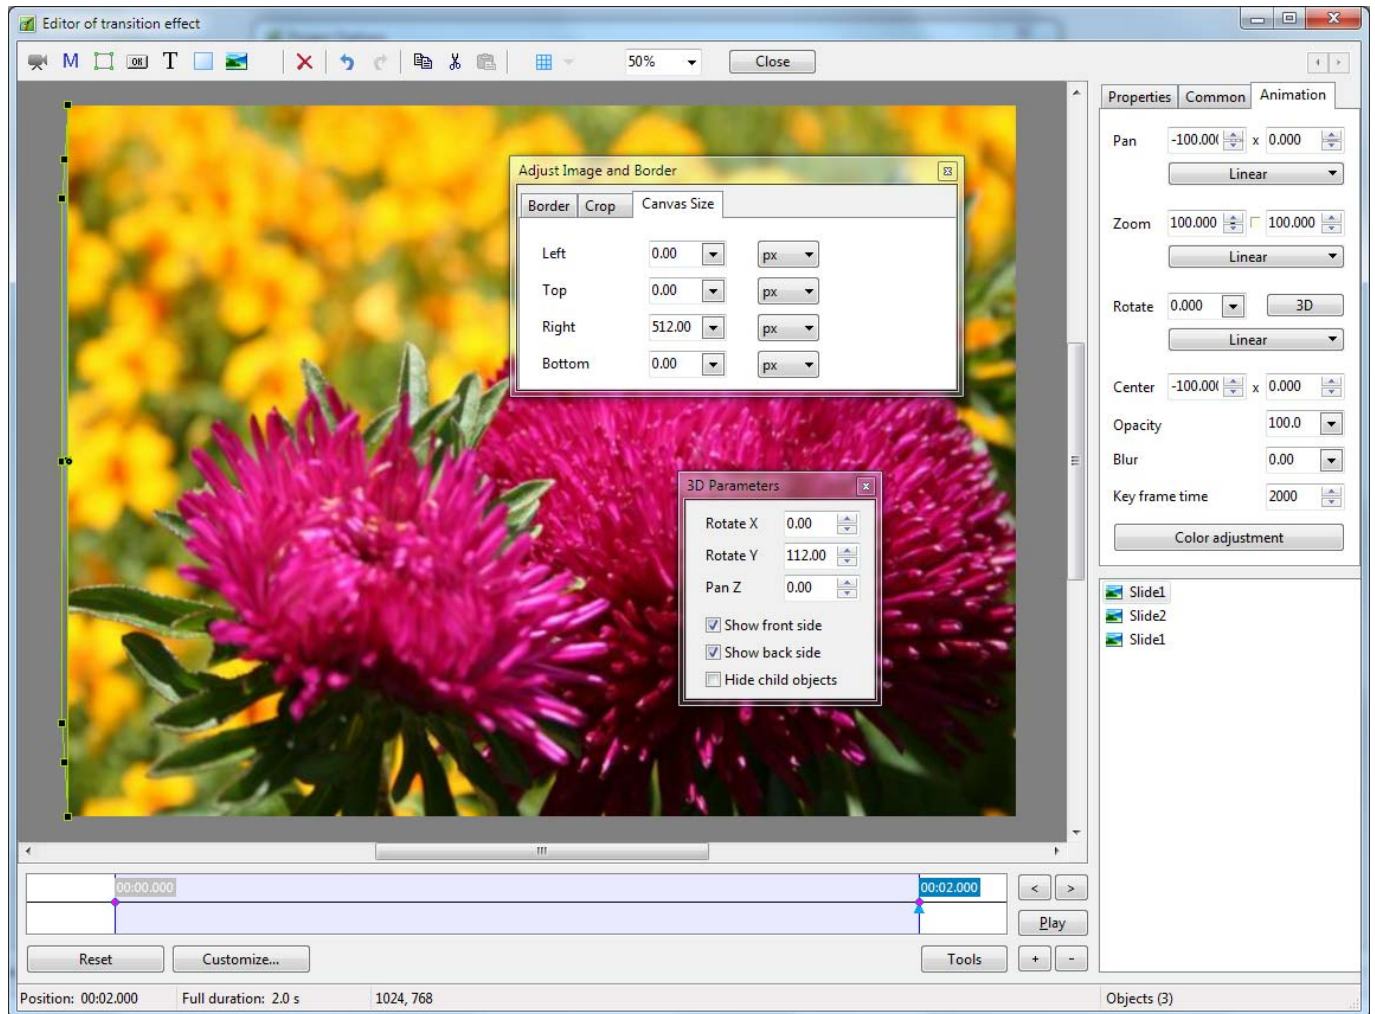 Editor of transition effect
M OK T 50% Close
Properties Common Animation
Pan -100.00( x 0.000
Linear
Zoom 100.000 100.000
Linear
Rotate 0.000 3D
Linear
Center -100.00( x 0.000
Opacity 100.0
Blur 0.00
Key frame time 2000
Color adjustment
Adjust Image and Border
Border Crop Canvas Size
Left 0.00 px
Top 0.00 px
Right 512.00 px
Bottom 0.00 px
3D Parameters
Rotate X 0.00
Rotate Y 112.00
Pan Z 0.00
Show front side
Show back side
Hide child objects
Slide1
Slide2
Slide1
00:00.000 00:02.000
< >
Play
Reset Customize... Tools + -
Position: 00:02.000 Full duration: 2.0 s 1024, 768 Objects (3)